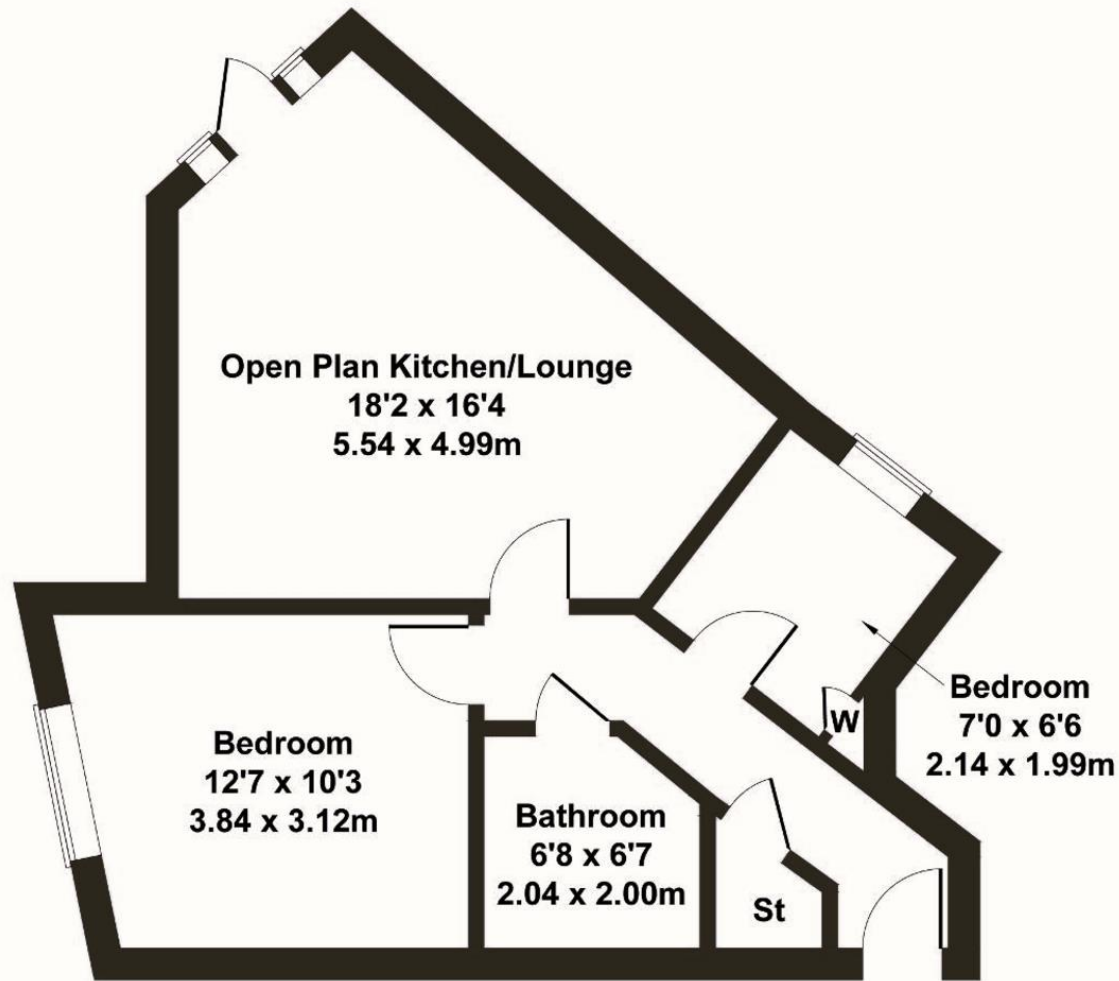 Open Plan Kitchen/Lounge
18'2 x 16'4
5.54 x 4.99m
Bedroom
7'0 x 6'6
2.14 x 1.99m
W
Bedroom
12'7 x 10'3
3.84 x 3.12m
Bathroom
6'8 x 6'7
2.04 x 2.00m
St